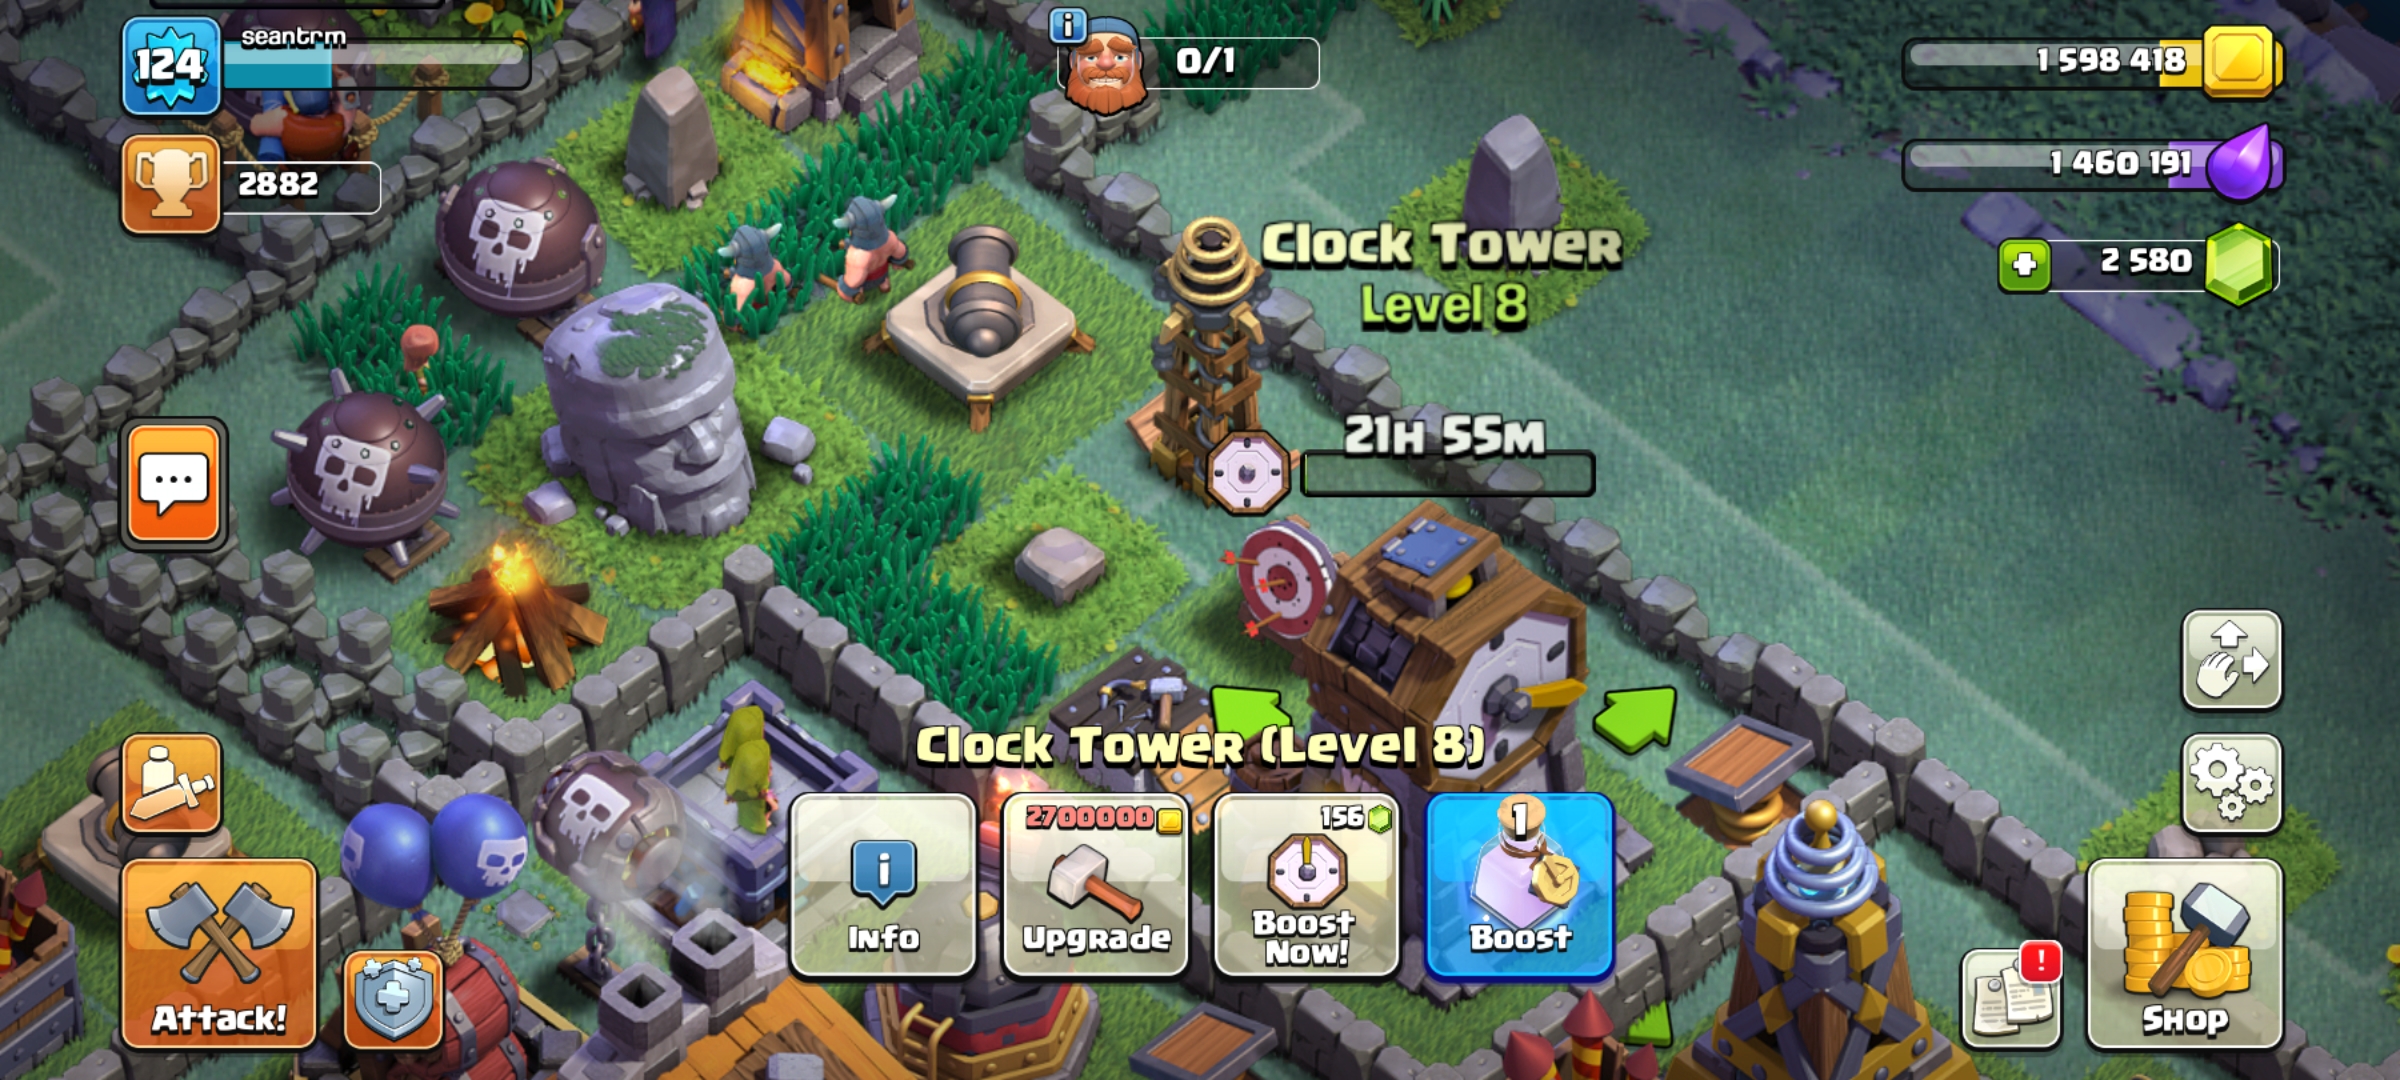 124
seantrm
0/1
1 598 418
2882
1 460 191
2 580
Clock Tower
Level 8
21H 55M
Clock Tower (Level 8)
Info
2700000
Upgrade
156
Boost
Now!
1
Boost
Attack!
!
Shop